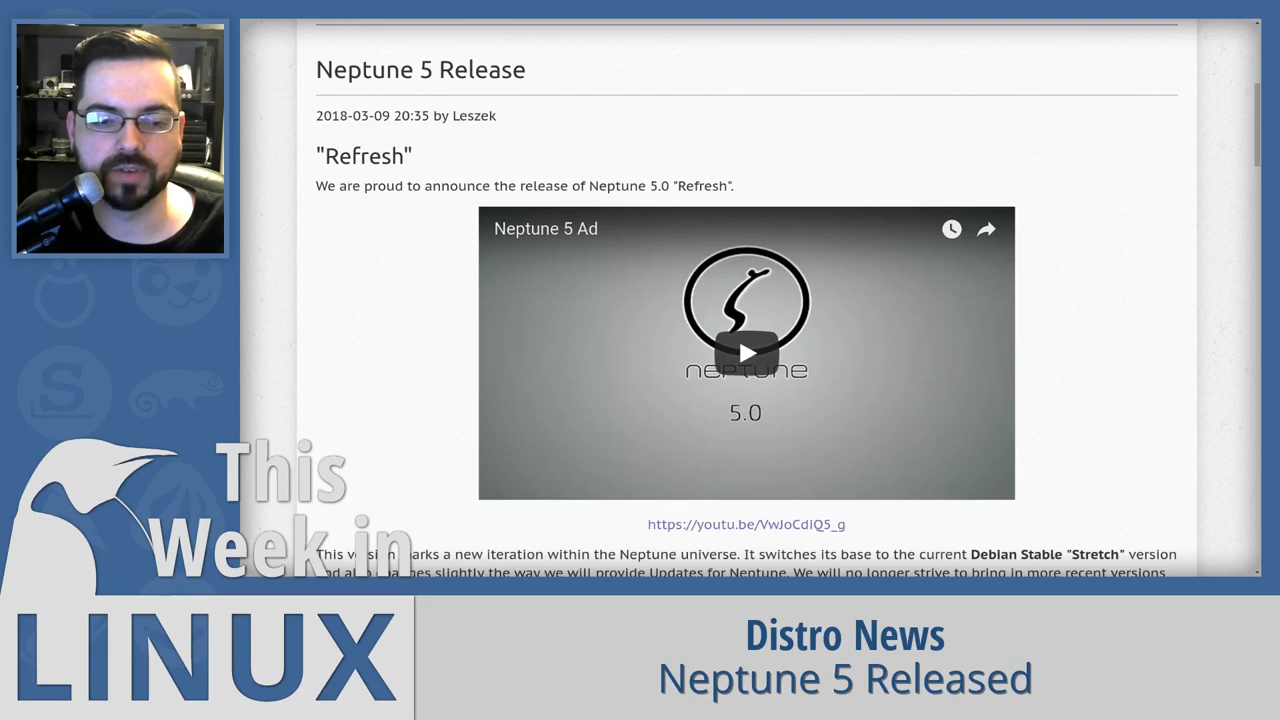 Neptune 5 Release
2018-03-09 20:35 by Leszek
"Refresh"
We are proud to announce the release of Neptune 5.0 "Refresh".
Neptune 5 Ad
NEPTUNE
5.0
https://youtu.be/VwJoCdiQ5_g
This version marks a new iteration within the Neptune universe. It switches its base to the current Debian Stable "Stretch" version
and also changes slightly the way we will provide Updates for Neptune. We will no longer strive to bring in more recent versions
This
Week in
LINUX
Distro News
Neptune 5 Released